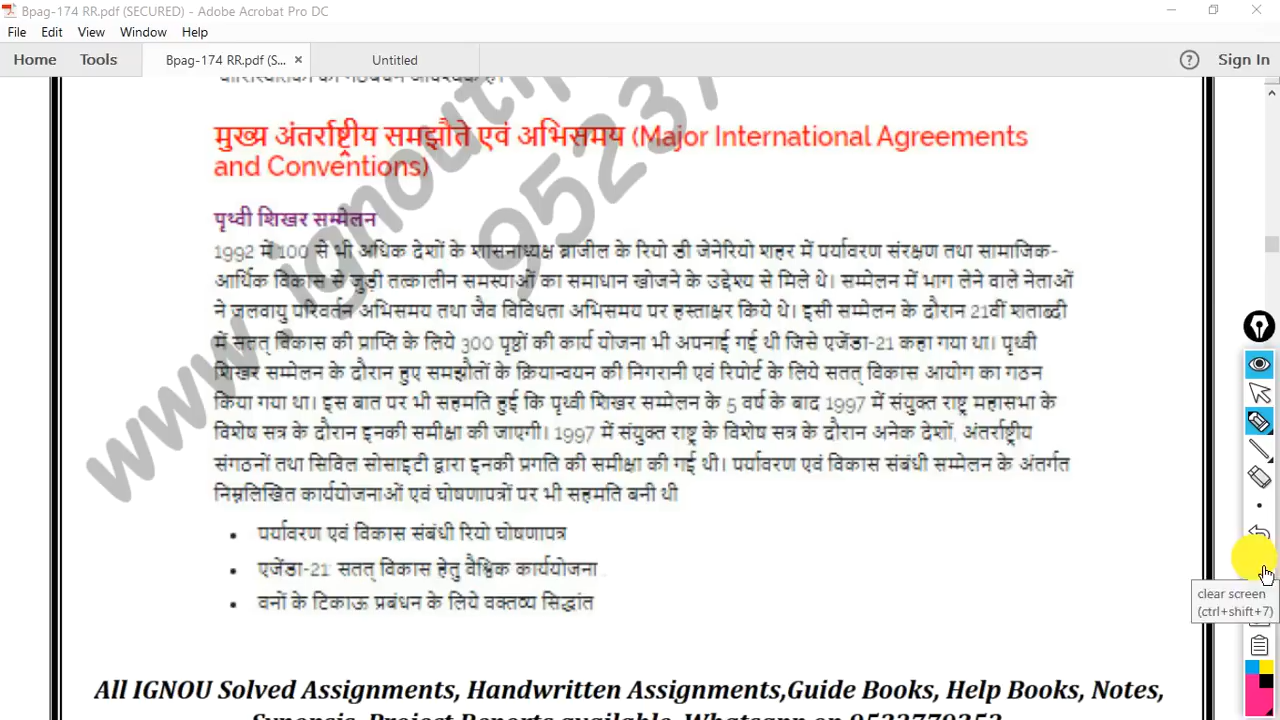 Bpag-174 RR.pdf (SECURED) - Adobe Acrobat Pro DC
File Edit View Window Help
Home Tools Bpag-174 RR.pdf (S... × Untitled Sign In
मुख्य अंतर्राष्ट्रीय समझौते एवं अभिसमय (Major International Agreements
and Conventions)
पृथ्वी शिखर सम्मेलन
1992 में 100 से भी अधिक देशों के शासनाध्यक्ष ब्राजील के रियो डी जेनेरियो शहर में पर्यावरण संरक्षण तथा सामाजिक-
आर्थिक विकास से जुड़ी तत्कालीन समस्याओं का समाधान खोजने के उद्देश्य से मिले थे। सम्मेलन में भाग लेने वाले नेताओं
ने जलवायु परिवर्तन अभिसमय तथा जैव विविधता अभिसमय पर हस्ताक्षर किये थे। इसी सम्मेलन के दौरान 21वीं शताब्दी
में सतत् विकास की प्राप्ति के लिये 300 पृष्ठों की कार्य योजना भी अपनाई गई थी जिसे एजेंडा-21 कहा गया था। पृथ्वी
शिखर सम्मेलन के दौरान हुए समझौतों के क्रियान्वयन की निगरानी एवं रिपोर्ट के लिये सतत् विकास आयोग का गठन
किया गया था। इस बात पर भी सहमति हुई कि पृथ्वी शिखर सम्मेलन के 5 वर्ष के बाद 1997 में संयुक्त राष्ट्र महासभा के
विशेष सत्र के दौरान इनकी समीक्षा की जाएगी। 1997 में संयुक्त राष्ट्र के विशेष सत्र के दौरान अनेक देशों, अंतर्राष्ट्रीय
संगठनों तथा सिविल सोसाइटी द्वारा इनकी प्रगति की समीक्षा की गई थी। पर्यावरण एवं विकास संबंधी सम्मेलन के अंतर्गत
निम्नलिखित कार्ययोजनाओं एवं घोषणापत्रों पर भी सहमति बनी थी
• पर्यावरण एवं विकास संबंधी रियो घोषणापत्र
• एजेंडा-21: सतत् विकास हेतु वैश्विक कार्ययोजना
• वनों के टिकाऊ प्रबंधन के लिये वक्तव्य सिद्धांत
clear screen
(ctrl+shift+7)
All IGNOU Solved Assignments, Handwritten Assignments,Guide Books, Help Books, Notes,
Synopsis, Project Reports available. Whatsapp on 9523779353